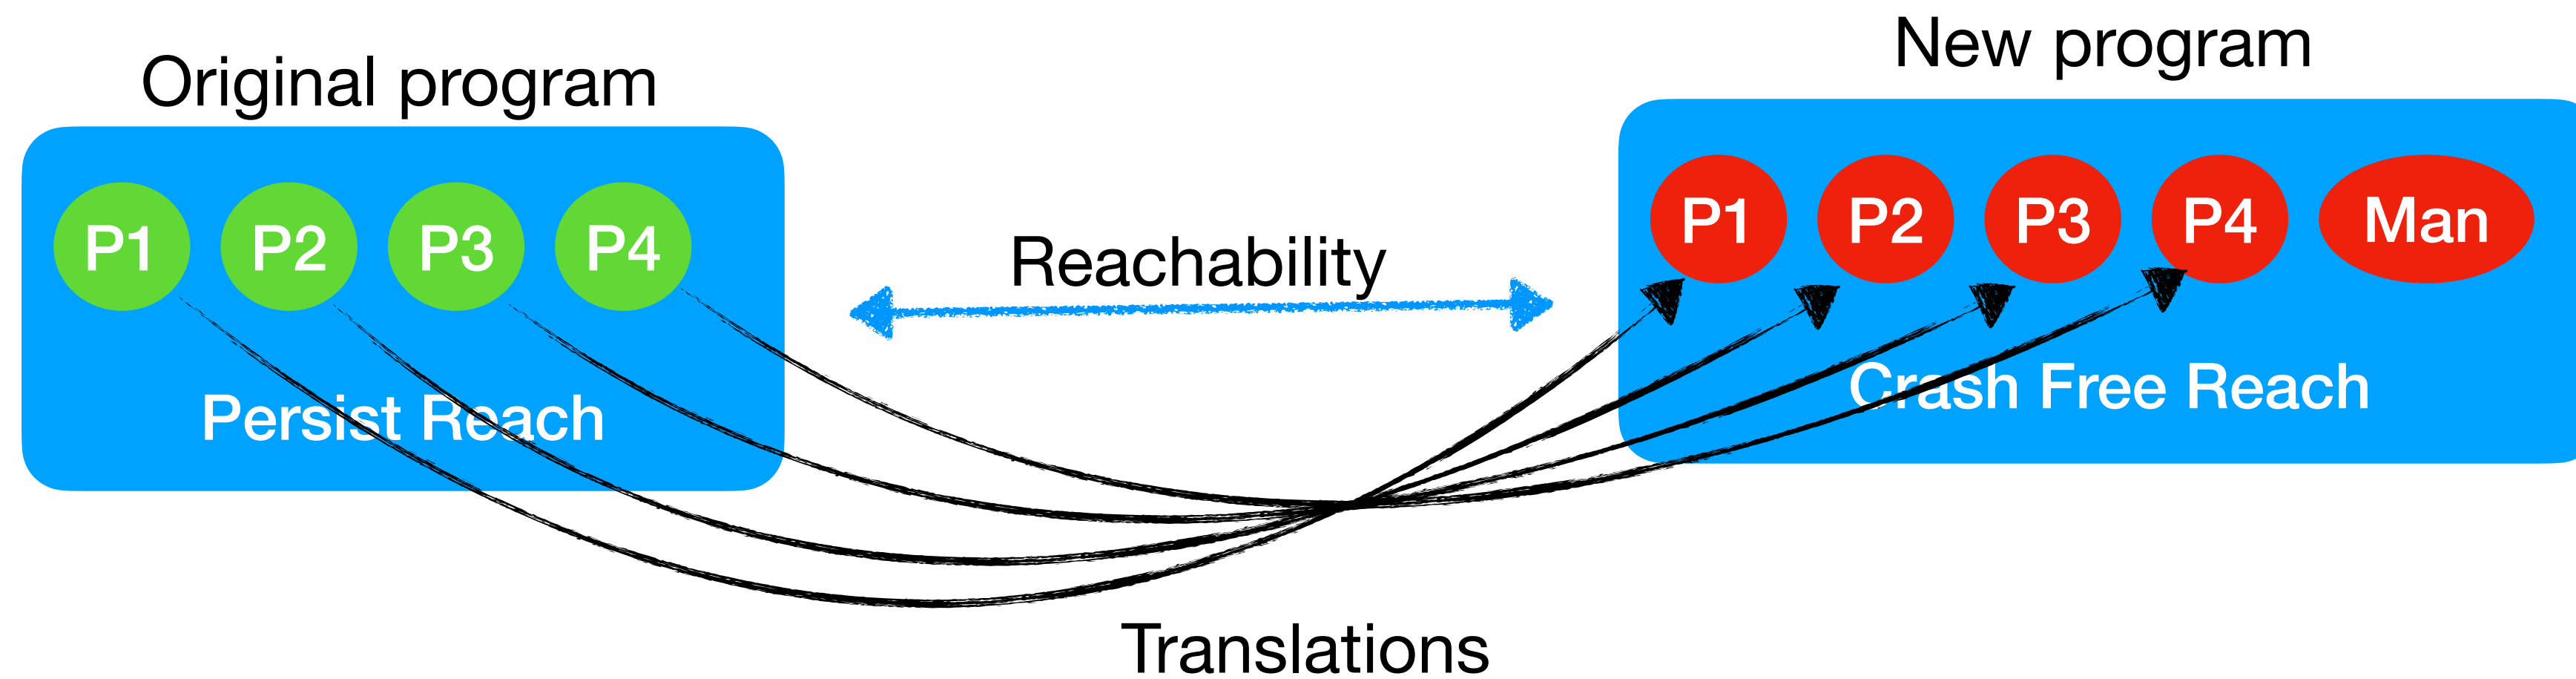 Original program
P1 P2 P3 P4
Persist Reach
Reachability
New program
P1 P2 P3 P4 Man
Crash Free Reach
Translations